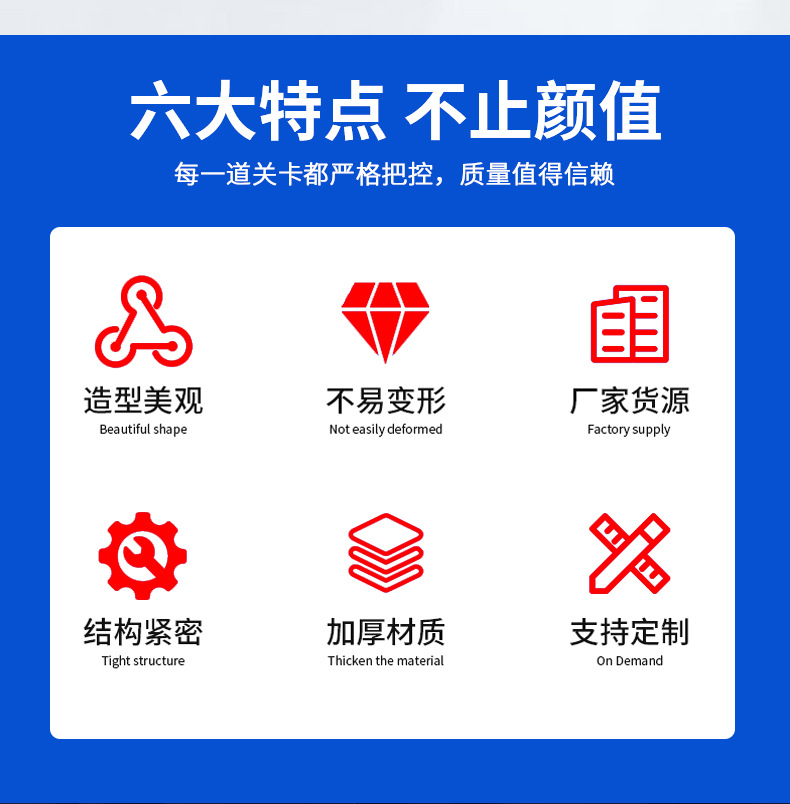 六大特点 不止颜值
每一道关卡都严格把控，质量值得信赖
造型美观
Beautiful shape
不易变形
Not easily deformed
厂家货源
Factory supply
结构紧密
Tight structure
加厚材质
Thicken the material
支持定制
On Demand